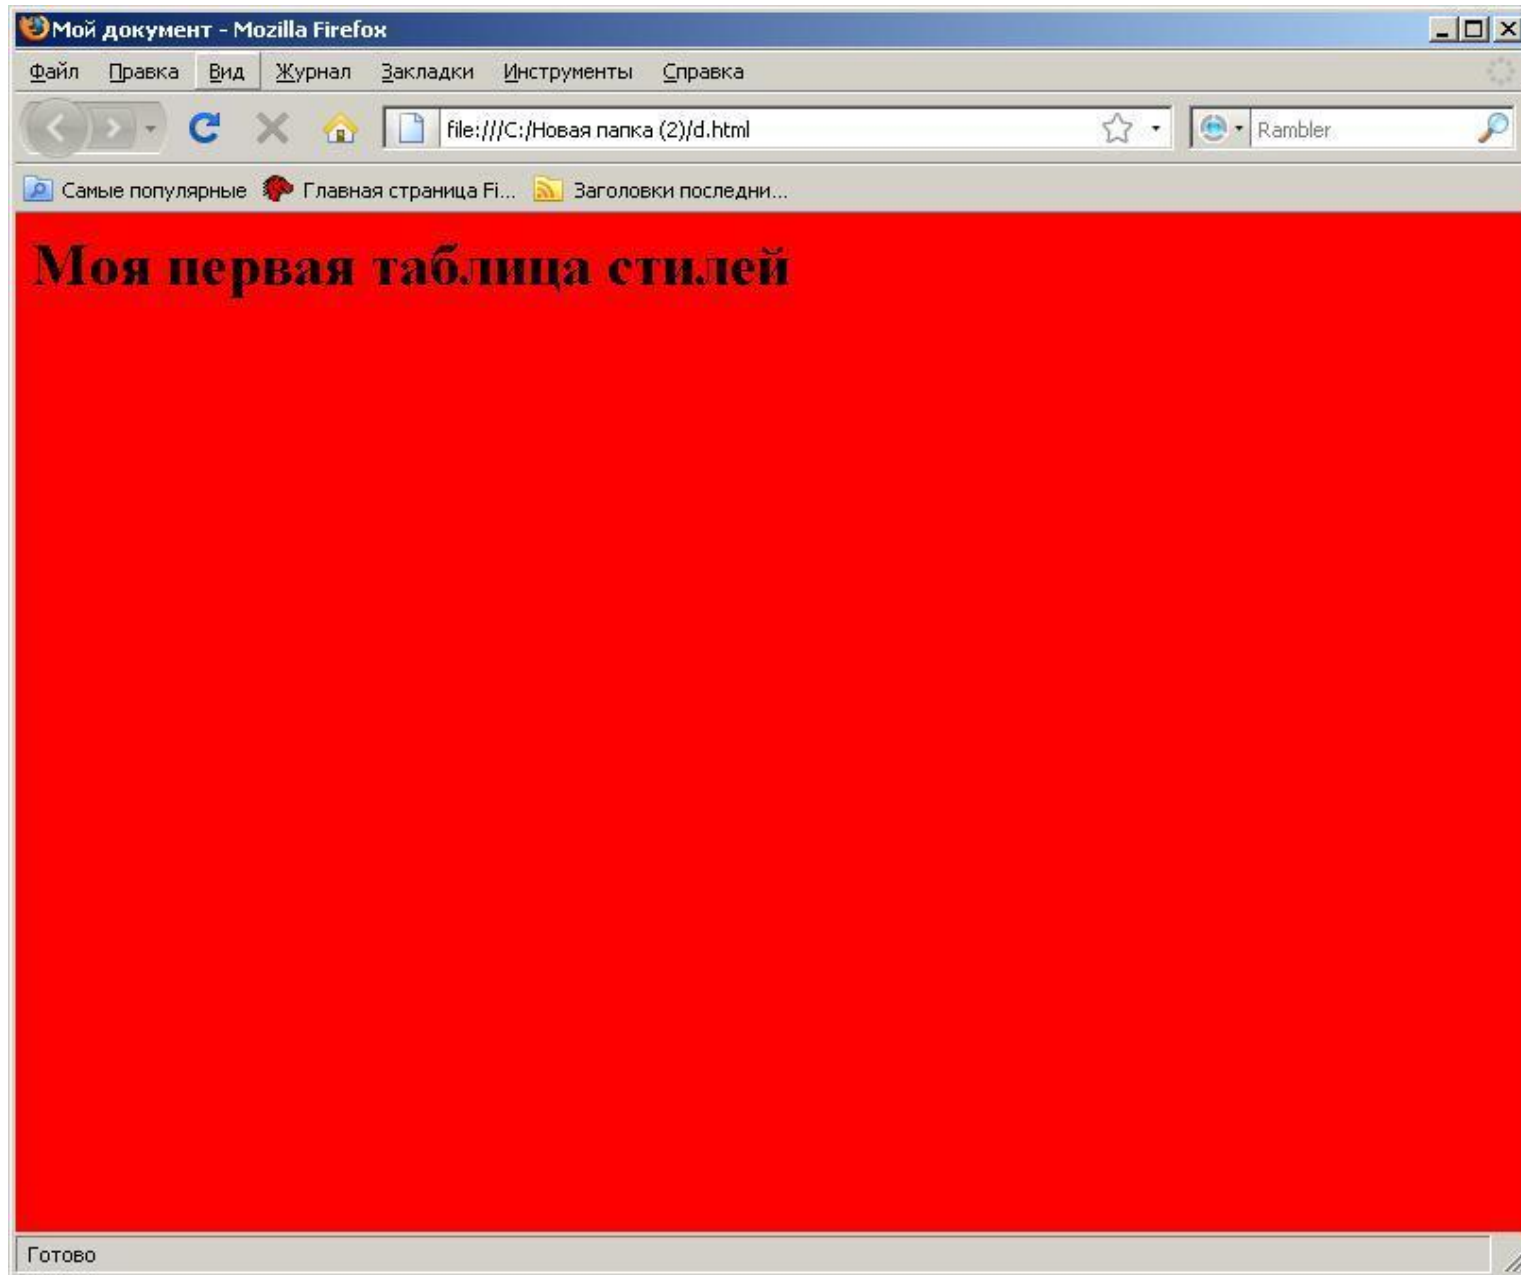 Мой документ - Mozilla Firefox
Файл Правка Вид Журнал Закладки Инструменты Справка
file:///C:/Новая папка (2)/d.html Rambler
Самые популярные Главная страница Fi... Заголовки последни...
Моя первая таблица стилей
Готово